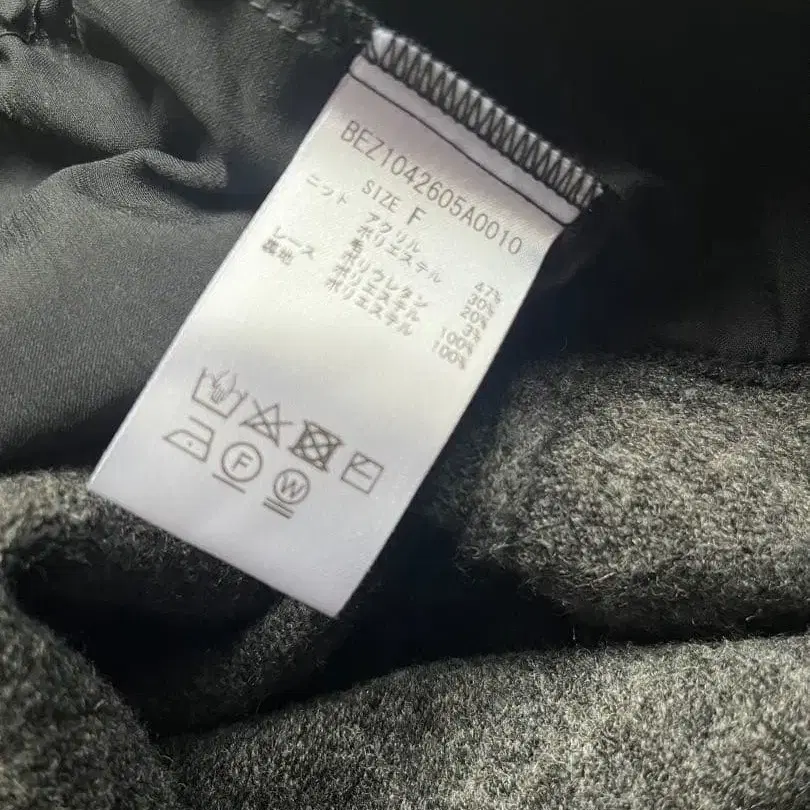 BEZ1042605A0010
SIZE F
ニット アクリル 47%
ポリエステル 30%
毛 20%
ポリウレタン 3%
レース ポリエステル 100%
裏地 ポリエステル 100%
F
W